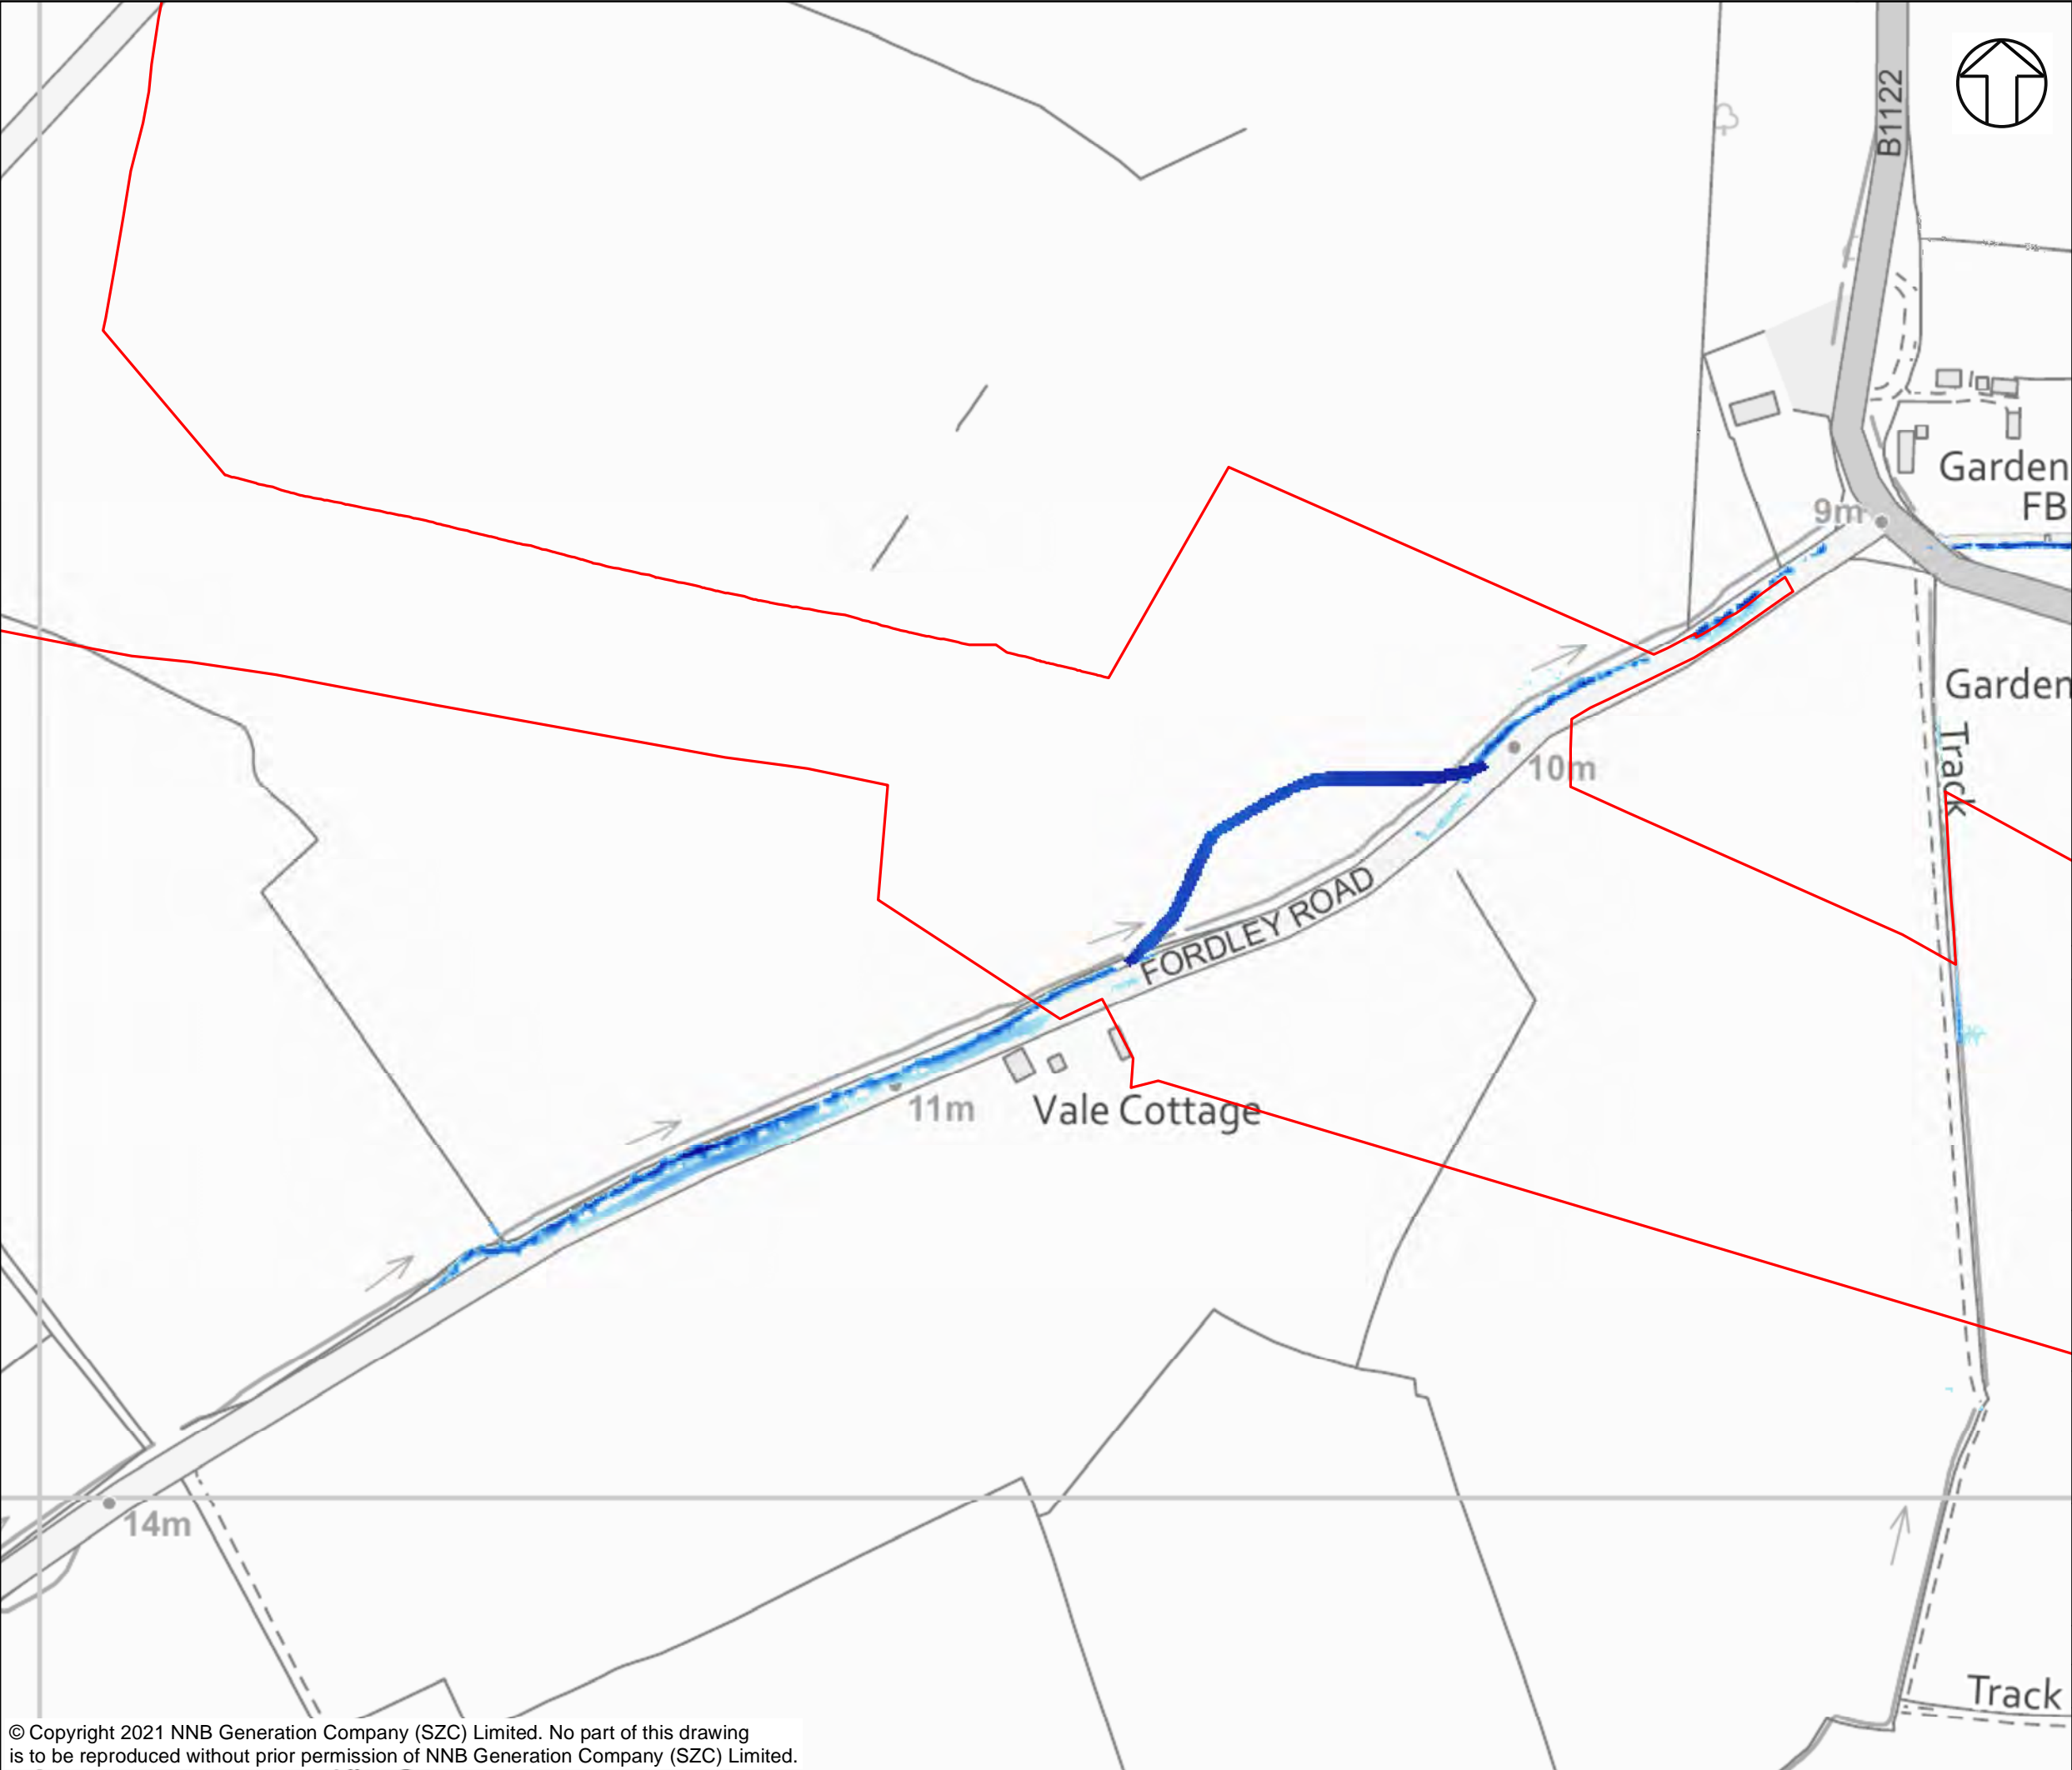 B1122
Garden
FB
9m
Garden
Track
10m
FORDLEY ROAD
11m
Vale Cottage
14m
Track
© Copyright 2021 NNB Generation Company (SZC) Limited. No part of this drawing
is to be reproduced without prior permission of NNB Generation Company (SZC) Limited.